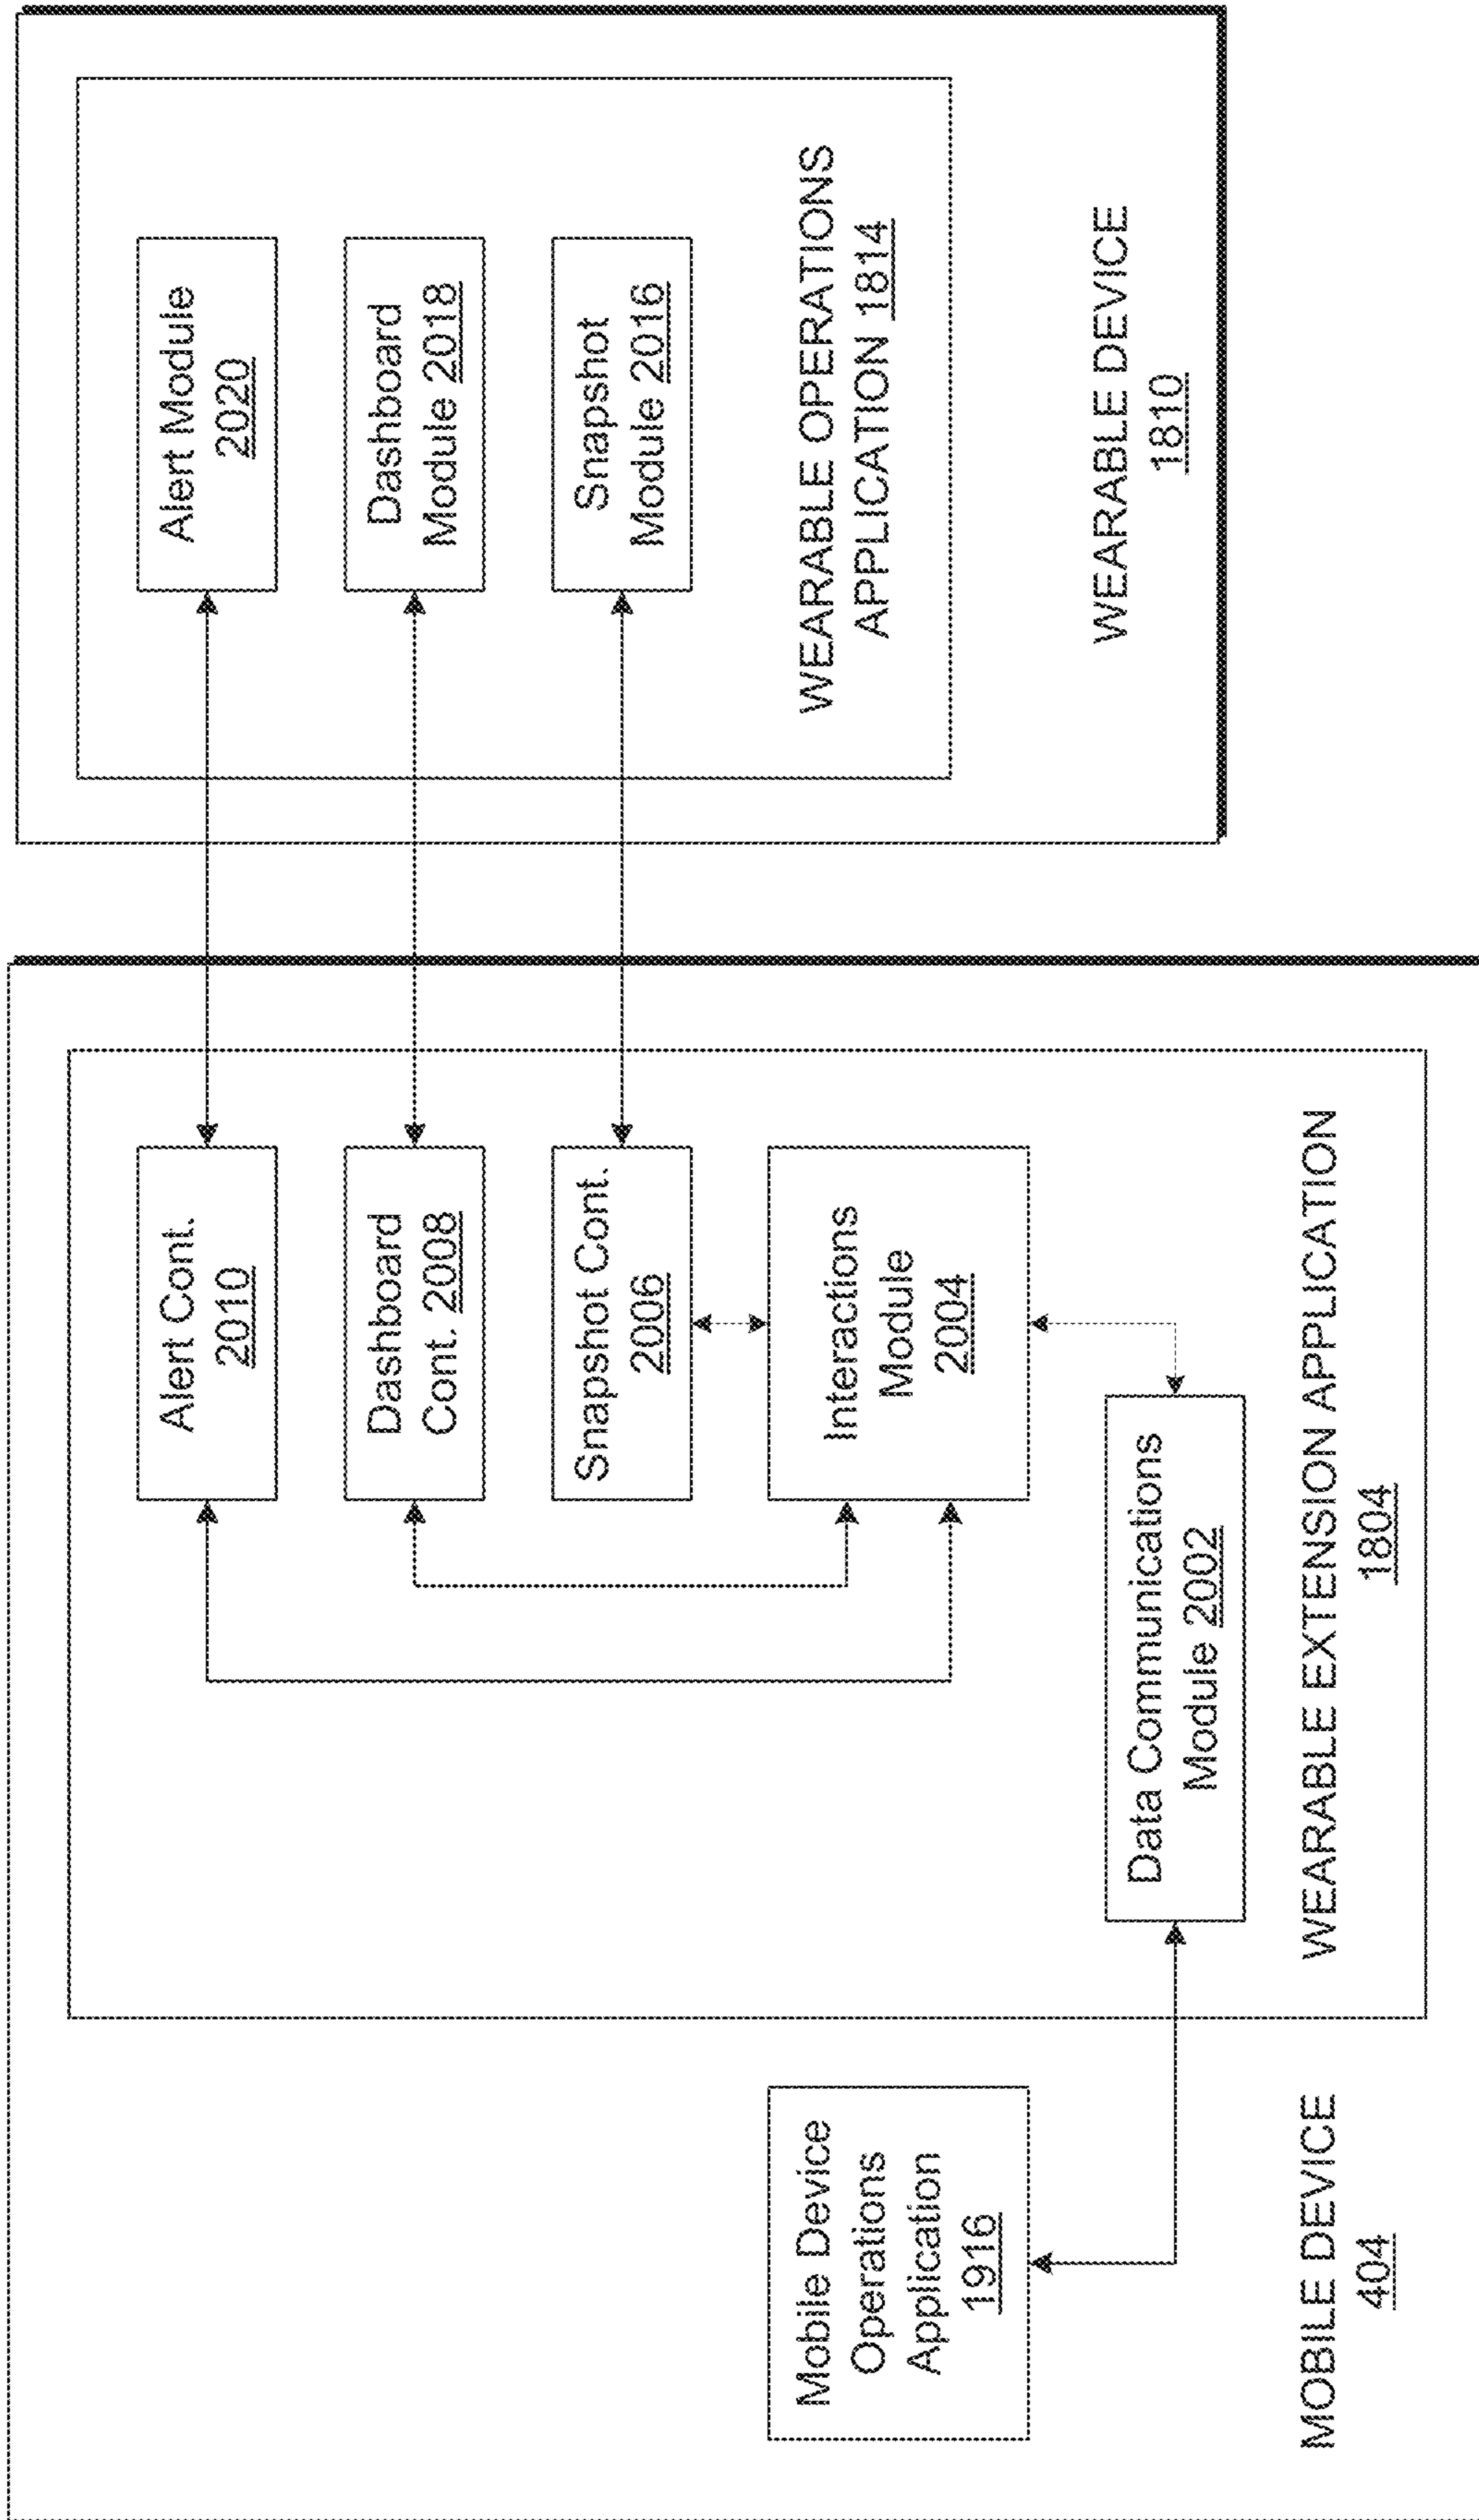 Mobile Device
Operations
Application
1916
MOBILE DEVICE
404
Alert Cont.
2010
Dashboard
Cont. 2008
Snapshot Cont.
2006
Interactions
Module
2004
Data Communications
Module 2002
WEARABLE EXTENSION APPLICATION
1804
Alert Module
2020
Dashboard
Module 2018
Snapshot
Module 2016
WEARABLE OPERATIONS
APPLICATION 1814
WEARABLE DEVICE
1810